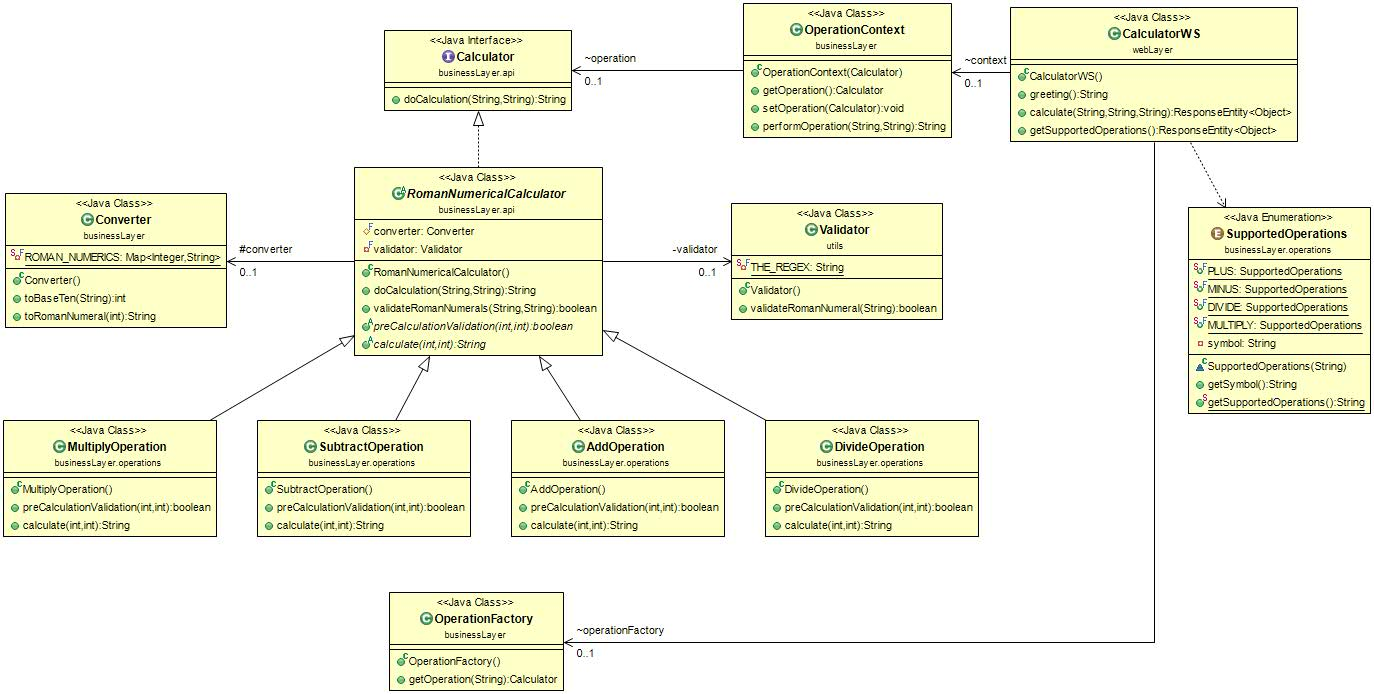 <<Java Interface>>
Calculator
businessLayer.api
doCalculation(String,String):String
~operation
0..1
<<Java Class>>
OperationContext
businessLayer
OperationContext(Calculator)
getOperation():Calculator
setOperation(Calculator):void
performOperation(String,String):String
~context
0..1
<<Java Class>>
CalculatorWS
webLayer
CalculatorWS()
greeting():String
calculate(String,String,String):ResponseEntity<Object>
getSupportedOperations():ResponseEntity<Object>
<<Java Class>>
Converter
businessLayer
ROMAN_NUMERICS: Map<Integer,String>
Converter()
toBaseTen(String):int
toRomanNumeral(int):String
#converter
0..1
<<Java Class>>
RomanNumericalCalculator
businessLayer.api
converter: Converter
validator: Validator
RomanNumericalCalculator()
doCalculation(String,String):String
validateRomanNumerals(String,String):boolean
preCalculationValidation(int,int):boolean
calculate(int,int):String
-validator
0..1
<<Java Class>>
Validator
utils
THE_REGEX: String
Validator()
validateRomanNumeral(String):boolean
<<Java Enumeration>>
SupportedOperations
businessLayer.operations
PLUS: SupportedOperations
MINUS: SupportedOperations
DIVIDE: SupportedOperations
MULTIPLY: SupportedOperations
symbol: String
SupportedOperations(String)
getSymbol():String
getSupportedOperations():String
<<Java Class>>
MultiplyOperation
businessLayer.operations
MultiplyOperation()
preCalculationValidation(int,int):boolean
calculate(int,int):String
<<Java Class>>
SubtractOperation
businessLayer.operations
SubtractOperation()
preCalculationValidation(int,int):boolean
calculate(int,int):String
<<Java Class>>
AddOperation
businessLayer.operations
AddOperation()
preCalculationValidation(int,int):boolean
calculate(int,int):String
<<Java Class>>
DivideOperation
businessLayer.operations
DivideOperation()
preCalculationValidation(int,int):boolean
calculate(int,int):String
<<Java Class>>
OperationFactory
businessLayer
OperationFactory()
getOperation(String):Calculator
~operationFactory
0..1